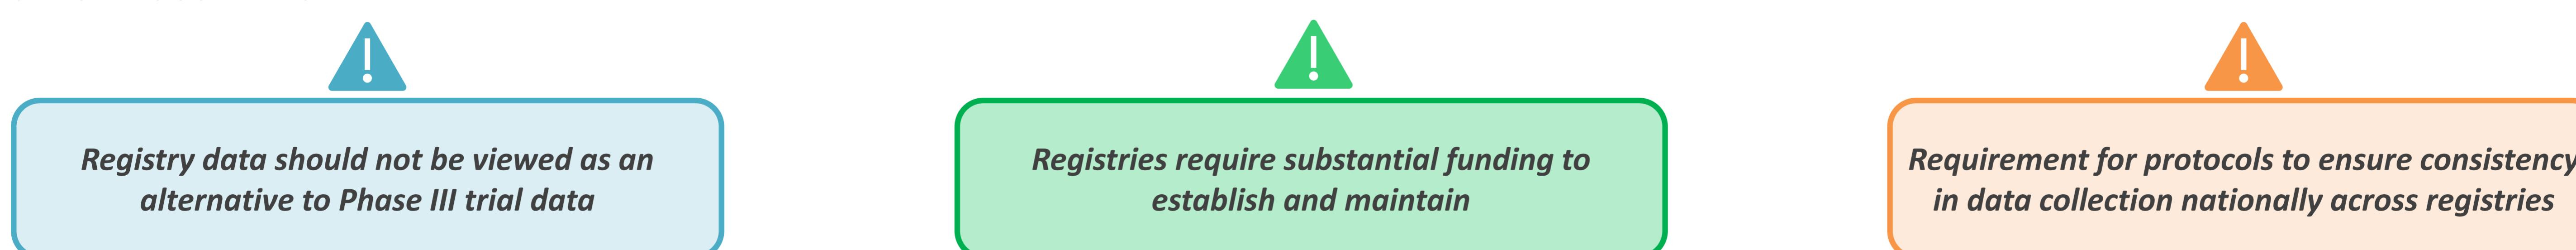 Registry data should not be viewed as an
alternative to Phase III trial data
Registries require substantial funding to
establish and maintain
Requirement for protocols to ensure consistency
in data collection nationally across registries